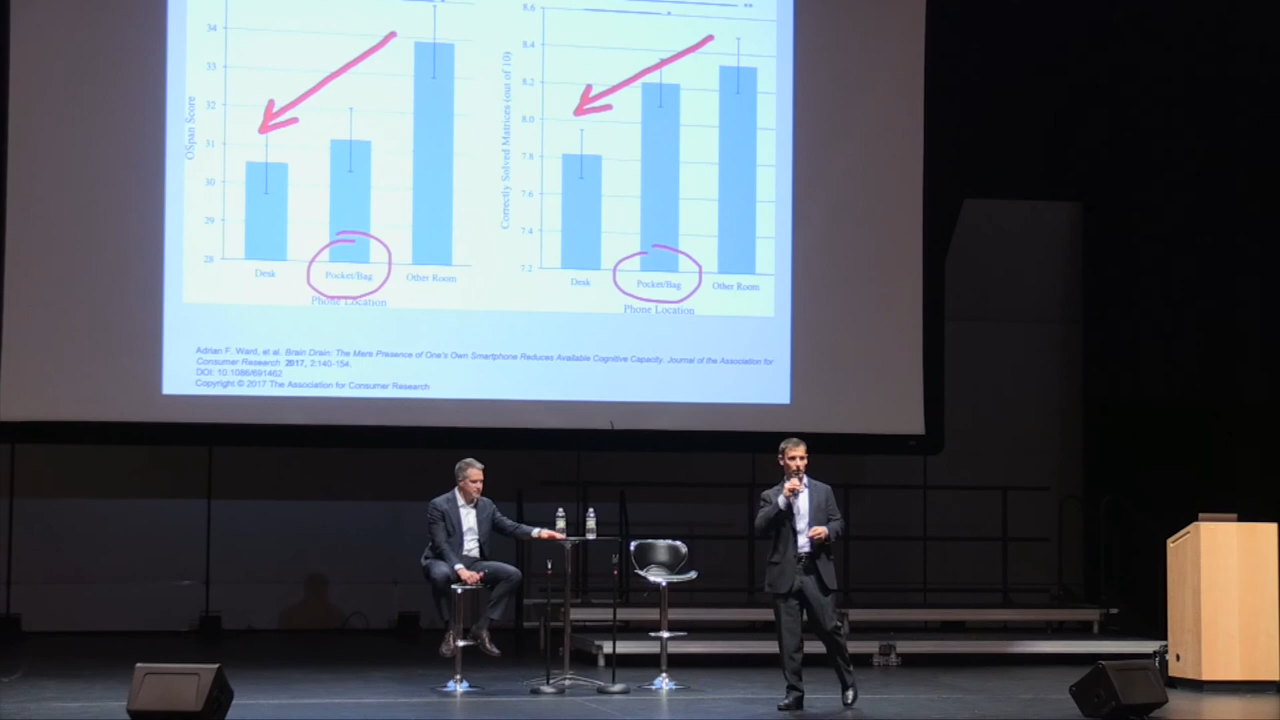 34
33
32
31
30
29
28
OSpan Score
Desk
Pocket/Bag
Other Room
Phone Location
8.6
8.4
8.2
8.0
7.8
7.6
7.4
7.2
Correctly Solved Matrices (out of 10)
Desk
Pocket/Bag
Other Room
Phone Location
*
**
Adrian F. Ward, et al. Brain Drain: The Mere Presence of One's Own Smartphone Reduces Available Cognitive Capacity. Journal of the Association for
Consumer Research 2017, 2:140-154.
DOI: 10.1086/691462
Copyright © 2017 The Association for Consumer Research